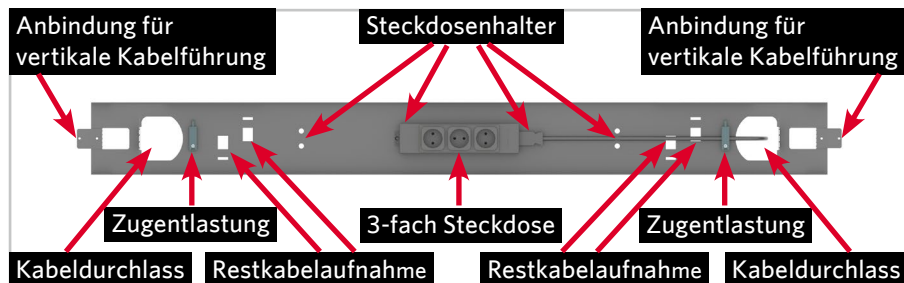 Anbindung für
vertikale Kabelführung
Steckdosenhalter
Anbindung für
vertikale Kabelführung
Zugentlastung
3-fach Steckdose
Zugentlastung
Kabeldurchlass
Restkabelaufnahme
Restkabelaufnahme
Kabeldurchlass